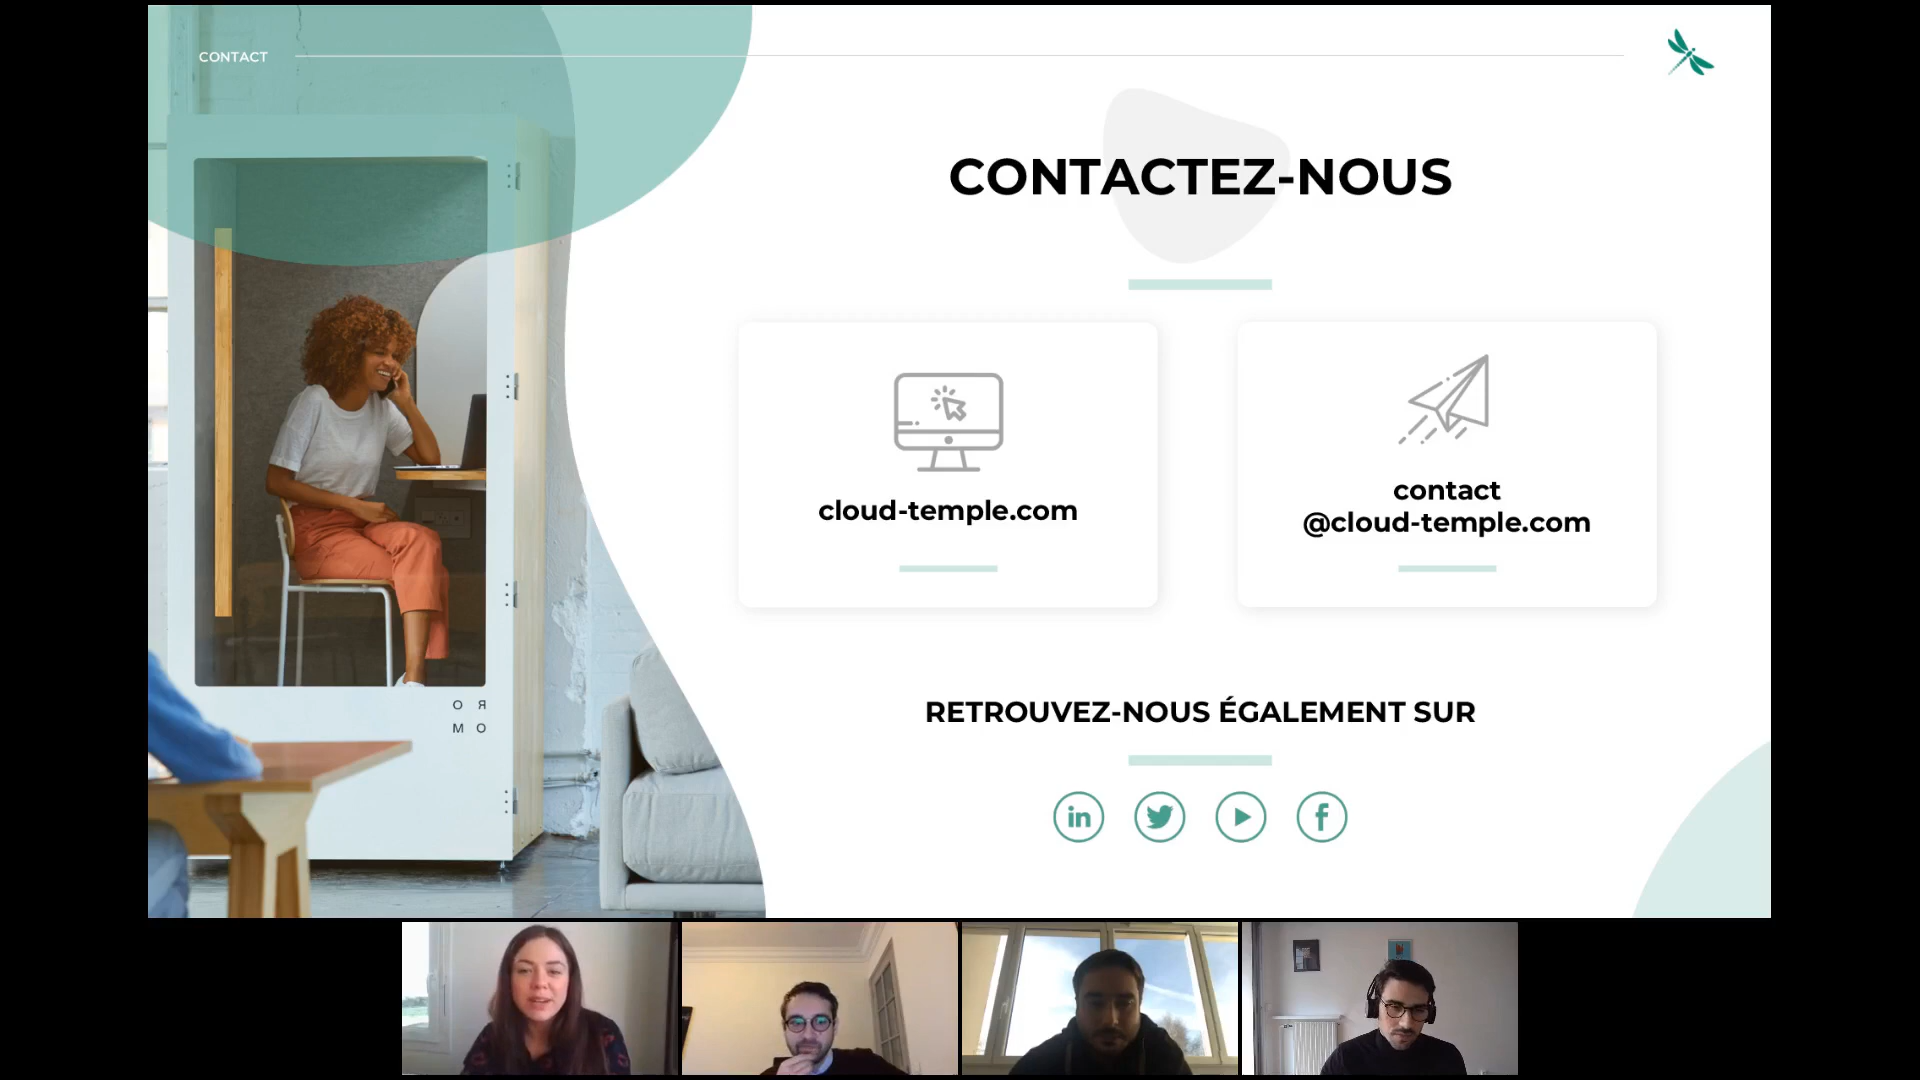 CONTACT
CONTACTEZ-NOUS
cloud-temple.com
contact
@cloud-temple.com
RETROUVEZ-NOUS ÉGALEMENT SUR
in
f
O R
M O